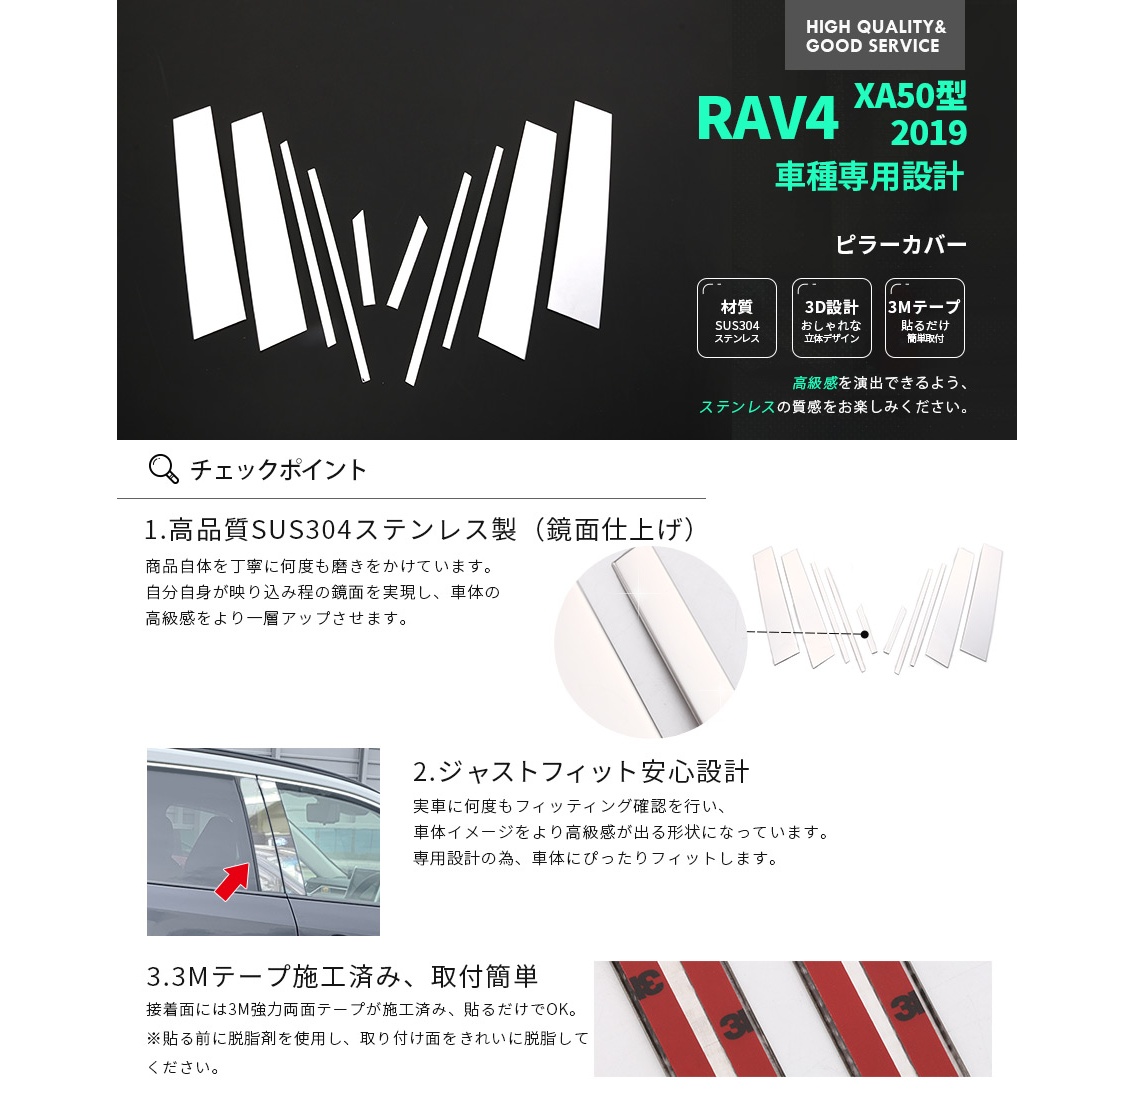 HIGH QUALITY&
GOOD SERVICE
RAV4
XA50型
2019
車種専用設計
ピラーカバー
材質
SUS304
ステンレス
3D設計
おしゃれな
立体デザイン
3Mテープ
貼るだけ
簡単取付
高級感を演出できるよう、
ステンレスの質感をお楽しみください。
チェックポイント
1.高品質SUS304ステンレス製（鏡面仕上げ）
商品自体を丁寧に何度も磨きをかけています。
自分自身が映り込み程の鏡面を実現し、車体の
高級感をより一層アップさせます。
2.ジャストフィット安心設計
実車に何度もフィッティング確認を行い、
車体イメージをより高級感が出る形状になっています。
専用設計の為、車体にぴったりフィットします。
3.3Mテープ施工済み、取付簡単
接着面には3M強力両面テープが施工済み、貼るだけでOK。
※貼る前に脱脂剤を使用し、取り付け面をきれいに脱脂して
ください。
3M
3M
3M